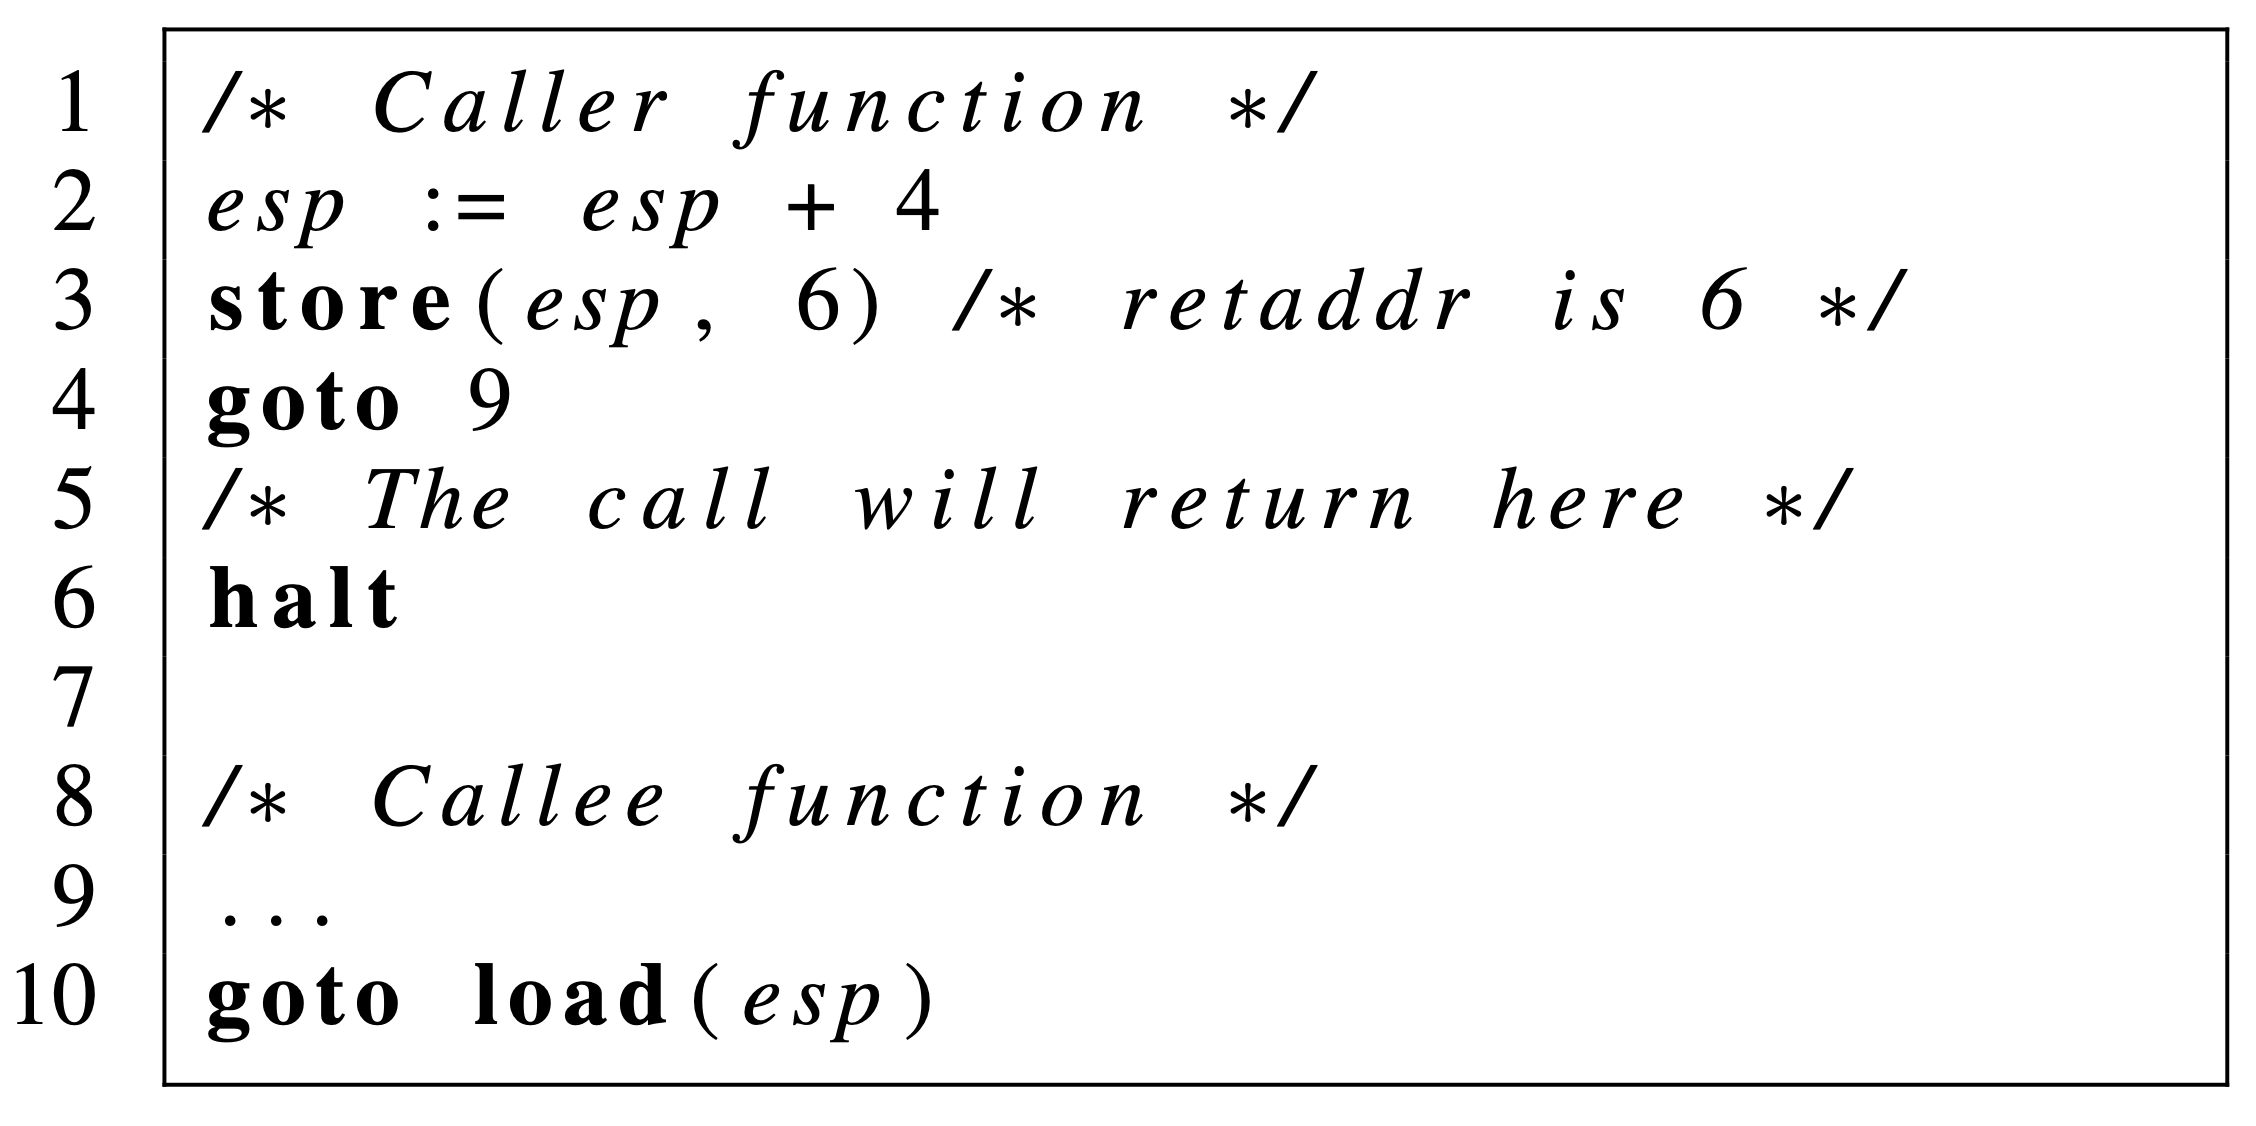 1 /* Caller function */
2 esp := esp + 4
3 store(esp, 6) /* retaddr is 6 */
4 goto 9
5 /* The call will return here */
6 halt
7
8 /* Callee function */
9 ...
10 goto load(esp)